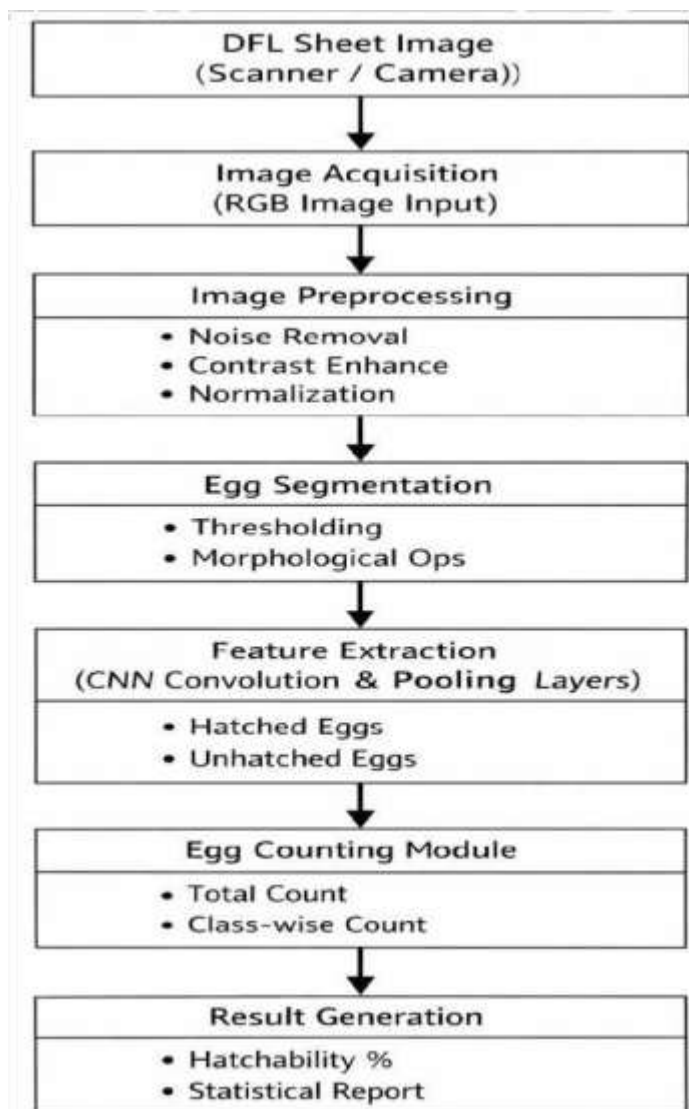 DFL Sheet Image
(Scanner / Camera))
Image Acquisition
(RGB Image Input)
Image Preprocessing
• Noise Removal
• Contrast Enhance
• Normalization
Egg Segmentation
• Thresholding
• Morphological Ops
Feature Extraction
(CNN Convolution & Pooling Layers)
• Hatched Eggs
• Unhatched Eggs
Egg Counting Module
• Total Count
• Class-wise Count
Result Generation
• Hatchability %
• Statistical Report